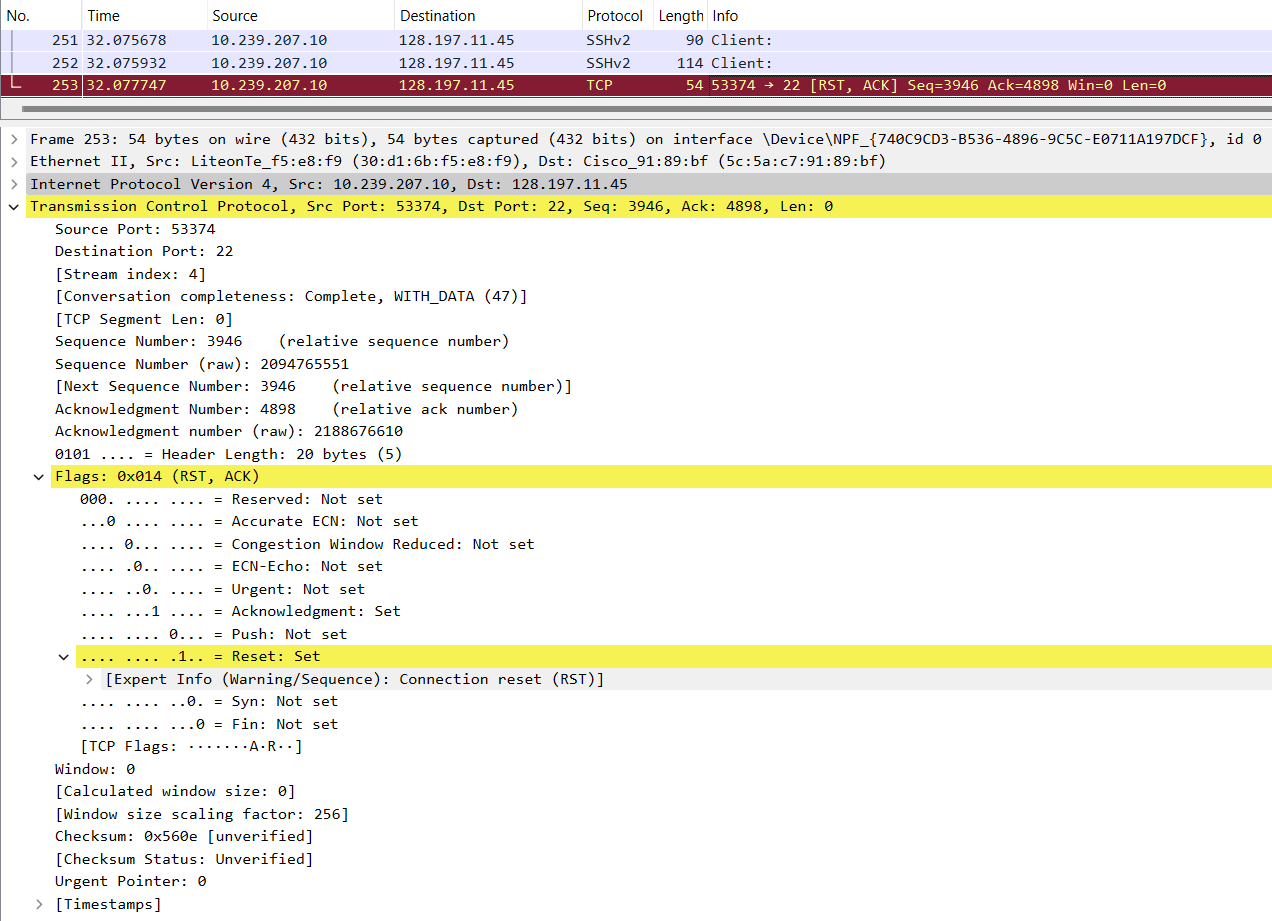 No. Time Source Destination Protocol Length Info
251 32.075678 10.239.207.10 128.197.11.45 SSHv2 90 Client:
252 32.075932 10.239.207.10 128.197.11.45 SSHv2 114 Client:
253 32.077747 10.239.207.10 128.197.11.45 TCP 54 53374 → 22 [RST, ACK] Seq=3946 Ack=4898 Win=0 Len=0
Frame 253: 54 bytes on wire (432 bits), 54 bytes captured (432 bits) on interface \Device\NPF_{740C9CD3-B536-4896-9C5C-E0711A197DCF}, id 0
Ethernet II, Src: LiteonTe_f5:e8:f9 (30:d1:6b:f5:e8:f9), Dst: Cisco_91:89:bf (5c:5a:c7:91:89:bf)
Internet Protocol Version 4, Src: 10.239.207.10, Dst: 128.197.11.45
Transmission Control Protocol, Src Port: 53374, Dst Port: 22, Seq: 3946, Ack: 4898, Len: 0
Source Port: 53374
Destination Port: 22
[Stream index: 4]
[Conversation completeness: Complete, WITH_DATA (47)]
[TCP Segment Len: 0]
Sequence Number: 3946    (relative sequence number)
Sequence Number (raw): 2094765551
[Next Sequence Number: 3946    (relative sequence number)]
Acknowledgment Number: 4898    (relative ack number)
Acknowledgment number (raw): 2188676610
0101 .... = Header Length: 20 bytes (5)
Flags: 0x014 (RST, ACK)
000. .... .... = Reserved: Not set
...0 .... .... = Accurate ECN: Not set
.... 0... .... = Congestion Window Reduced: Not set
.... .0.. .... = ECN-Echo: Not set
.... ..0. .... = Urgent: Not set
.... ...1 .... = Acknowledgment: Set
.... .... 0... = Push: Not set
.... .... .1.. = Reset: Set
[Expert Info (Warning/Sequence): Connection reset (RST)]
.... .... ..0. = Syn: Not set
.... .... ...0 = Fin: Not set
[TCP Flags: ·······A·R··]
Window: 0
[Calculated window size: 0]
[Window size scaling factor: 256]
Checksum: 0x560e [unverified]
[Checksum Status: Unverified]
Urgent Pointer: 0
[Timestamps]